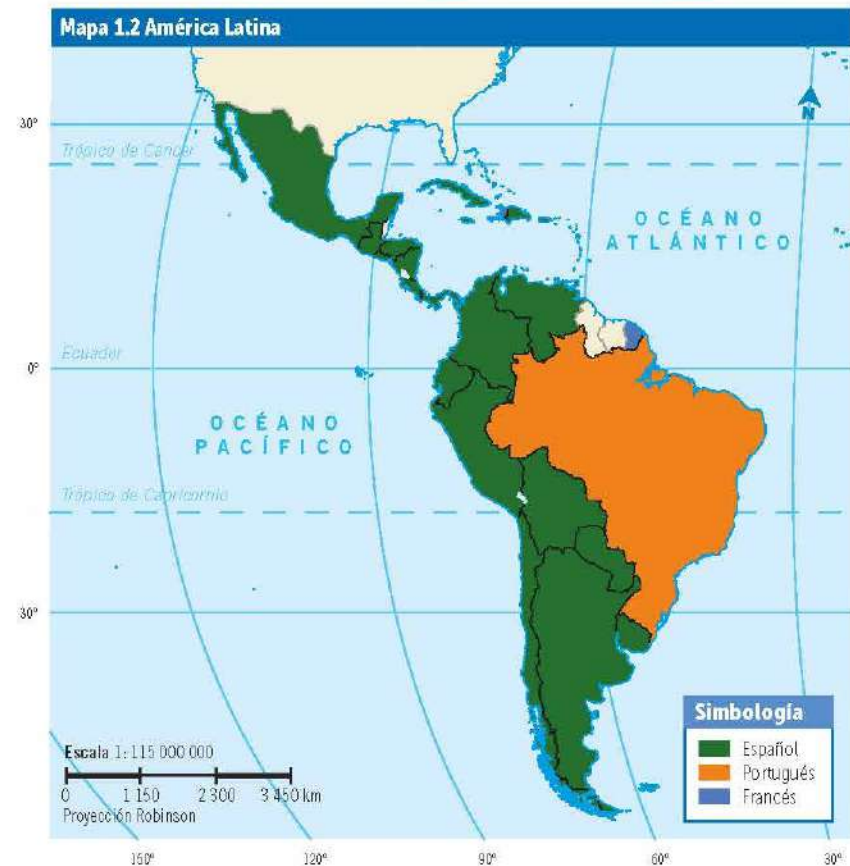 Mapa 1.2 América Latina
N
30°
Trópico de Cáncer
OCÉANO
ATLÁNTICO
Ecuador
0°
OCÉANO
PACÍFICO
Trópico de Capricornio
30°
Simbología
Español
Portugués
Francés
Escala 1:115 000 000
0 1 150 2 300 3 450 km
Proyección Robinson
150° 120° 90° 60° 30°